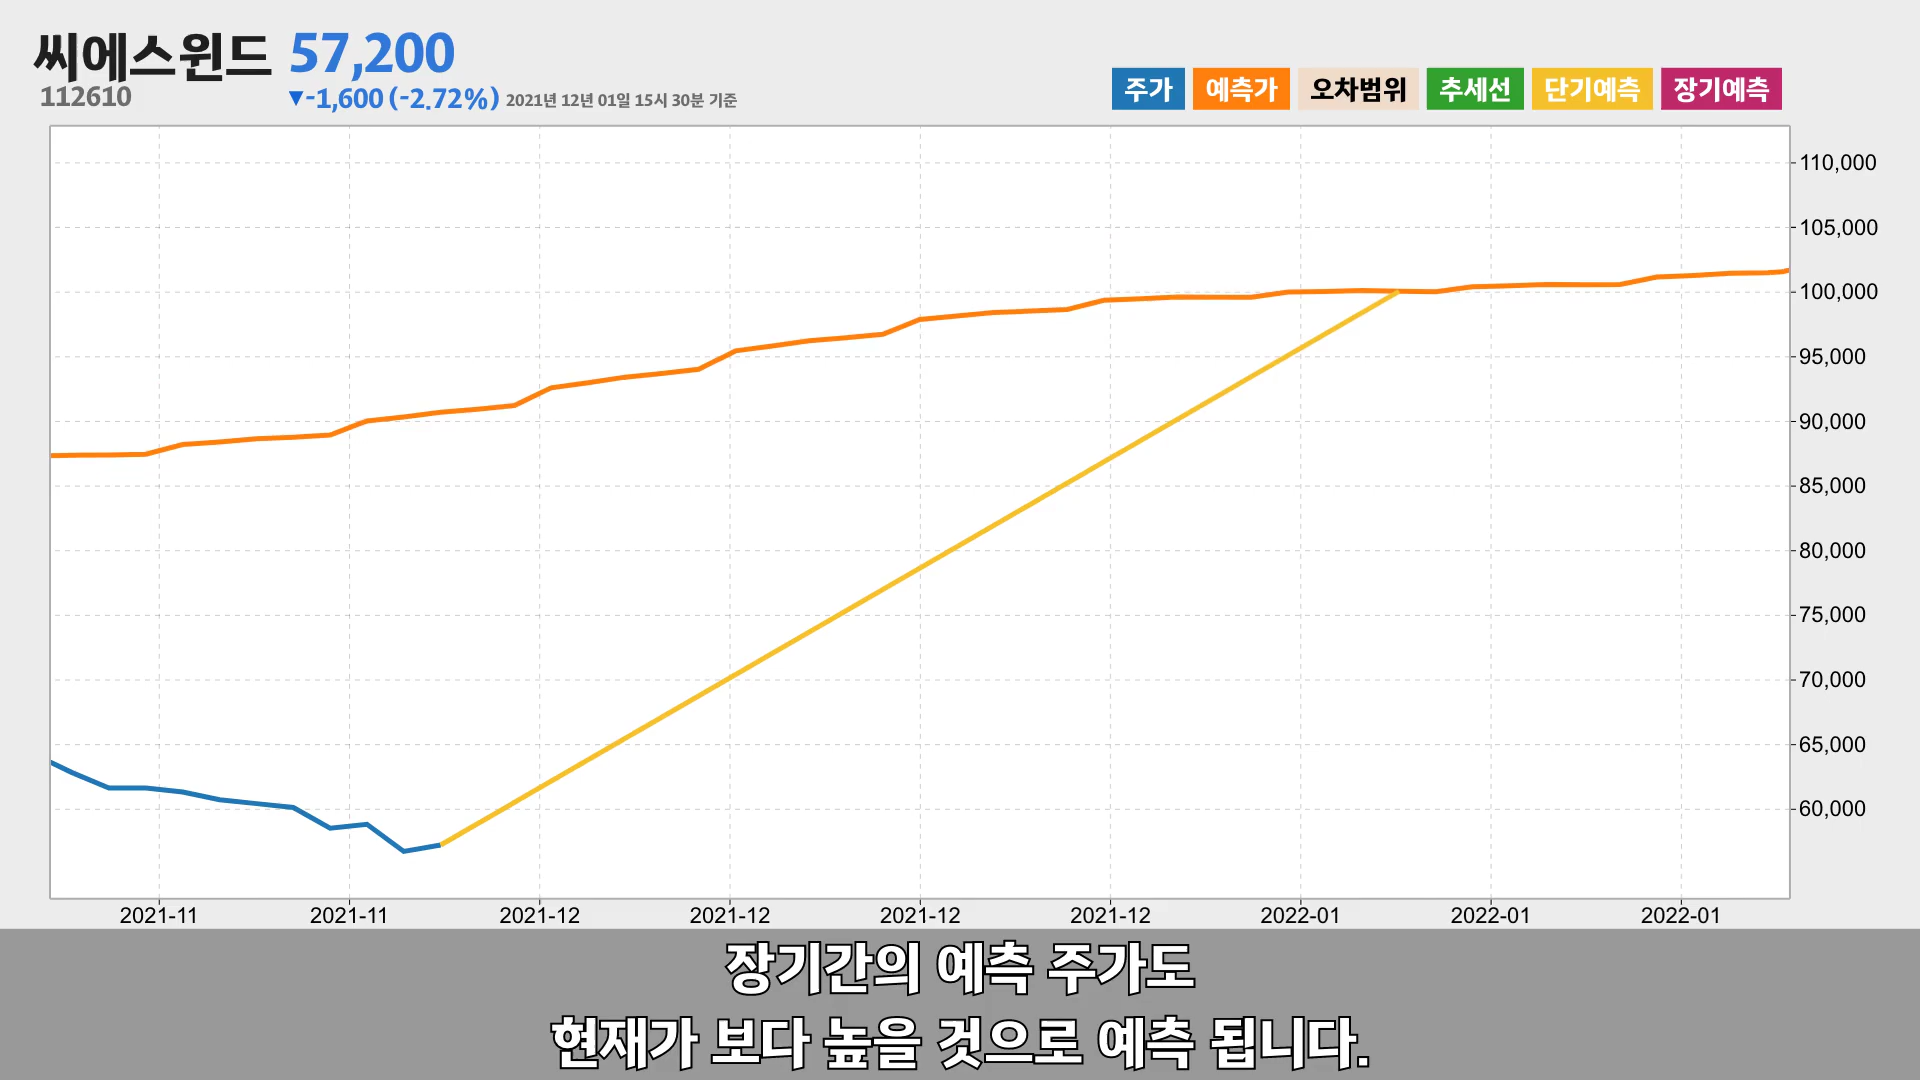 씨에스윈드 57,200
112610
▼-1,600 (-2.72%) 2021년 12년 01일 15시 30분 기준
주가 예측가 오차범위 추세선 단기예측 장기예측
110,000
105,000
100,000
95,000
90,000
85,000
80,000
75,000
70,000
65,000
60,000
2021-11 2021-11 2021-12 2021-12 2021-12 2021-12 2022-01 2022-01 2022-01
장기간의 예측 주가도
현재가 보다 높을 것으로 예측 됩니다.